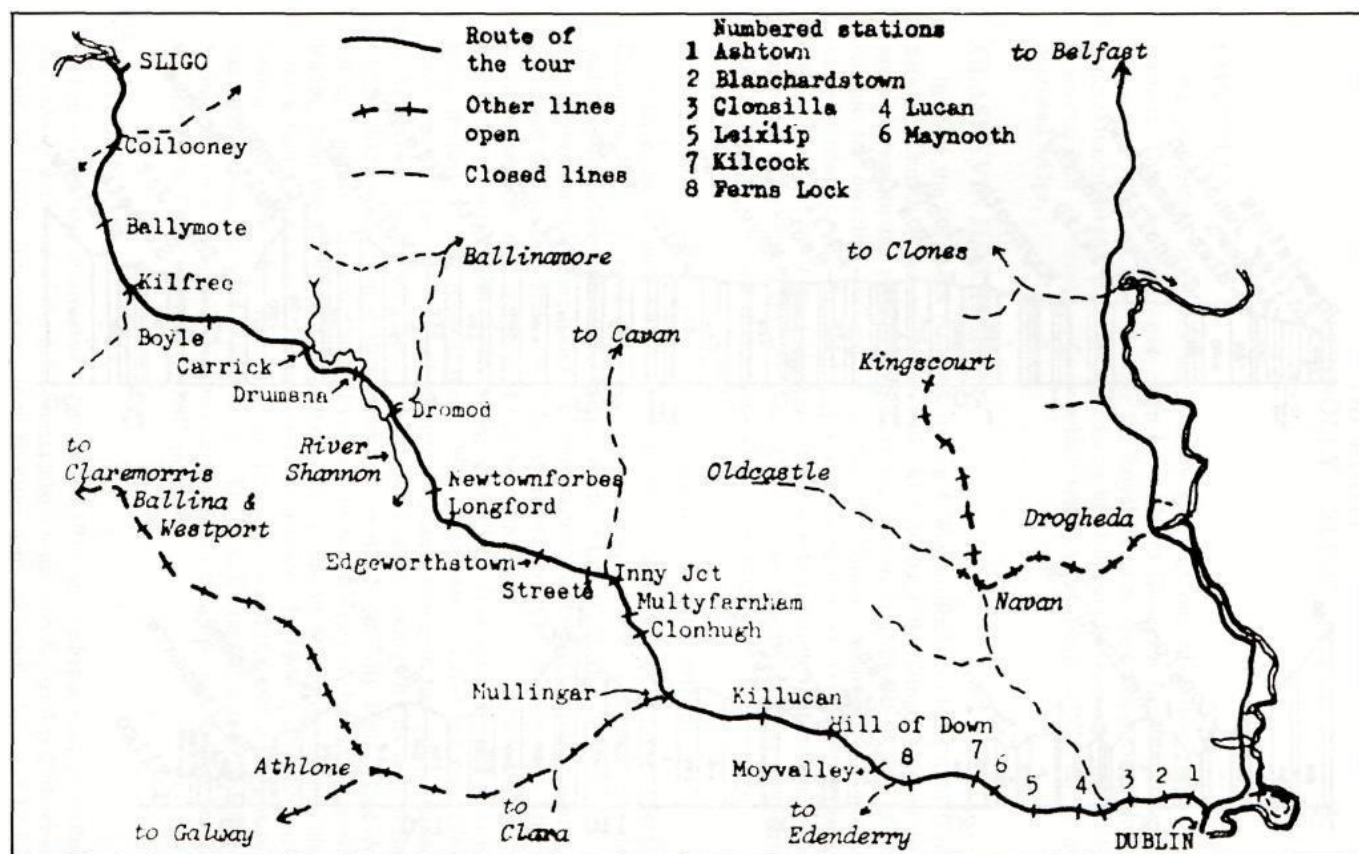 SLIGO
Collooney
Ballymote
Kilfree
Boyle
Carrick
Drumsna
Dromod
River
Shannon
Ballinamore
Newtownforbes
Longford
Edgeworthstown
Streete
Inny Jct
Multyfarnham
Clonhugh
Mullingar
Killucan
Hill of Down
Moyvalley
8
7
6
5
4
3
2
1
DUBLIN
Route of
the tour
Other lines
open
Closed lines
Numbered stations
1 Ashtown
2 Blanchardstown
3 Clonsilla 4 Lucan
5 Leixlip 6 Maynooth
7 Kilcock
8 Ferns Lock
to Belfast
to Clones
to Cavan
Kingscourt
Oldcastle
Drogheda
Navan
to
Claremorris
Ballina &
Westport
Athlone
to Galway
to
Clara
to
Edenderry